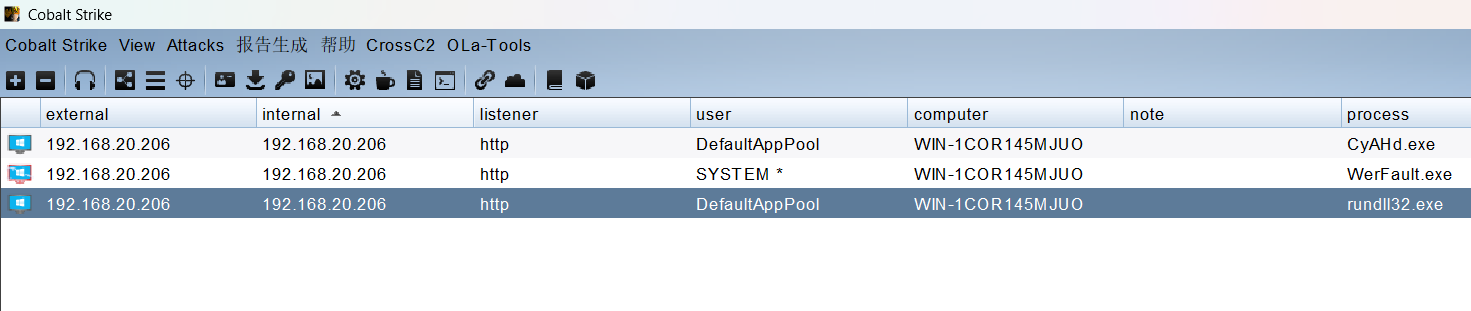 Cobalt Strike
Cobalt Strike View Attacks 报告生成 帮助 CrossC2 OLa-Tools
external internal listener user computer note process
192.168.20.206 192.168.20.206 http DefaultAppPool WIN-1COR145MJUO CyAHd.exe
192.168.20.206 192.168.20.206 http SYSTEM * WIN-1COR145MJUO WerFault.exe
192.168.20.206 192.168.20.206 http DefaultAppPool WIN-1COR145MJUO rundll32.exe